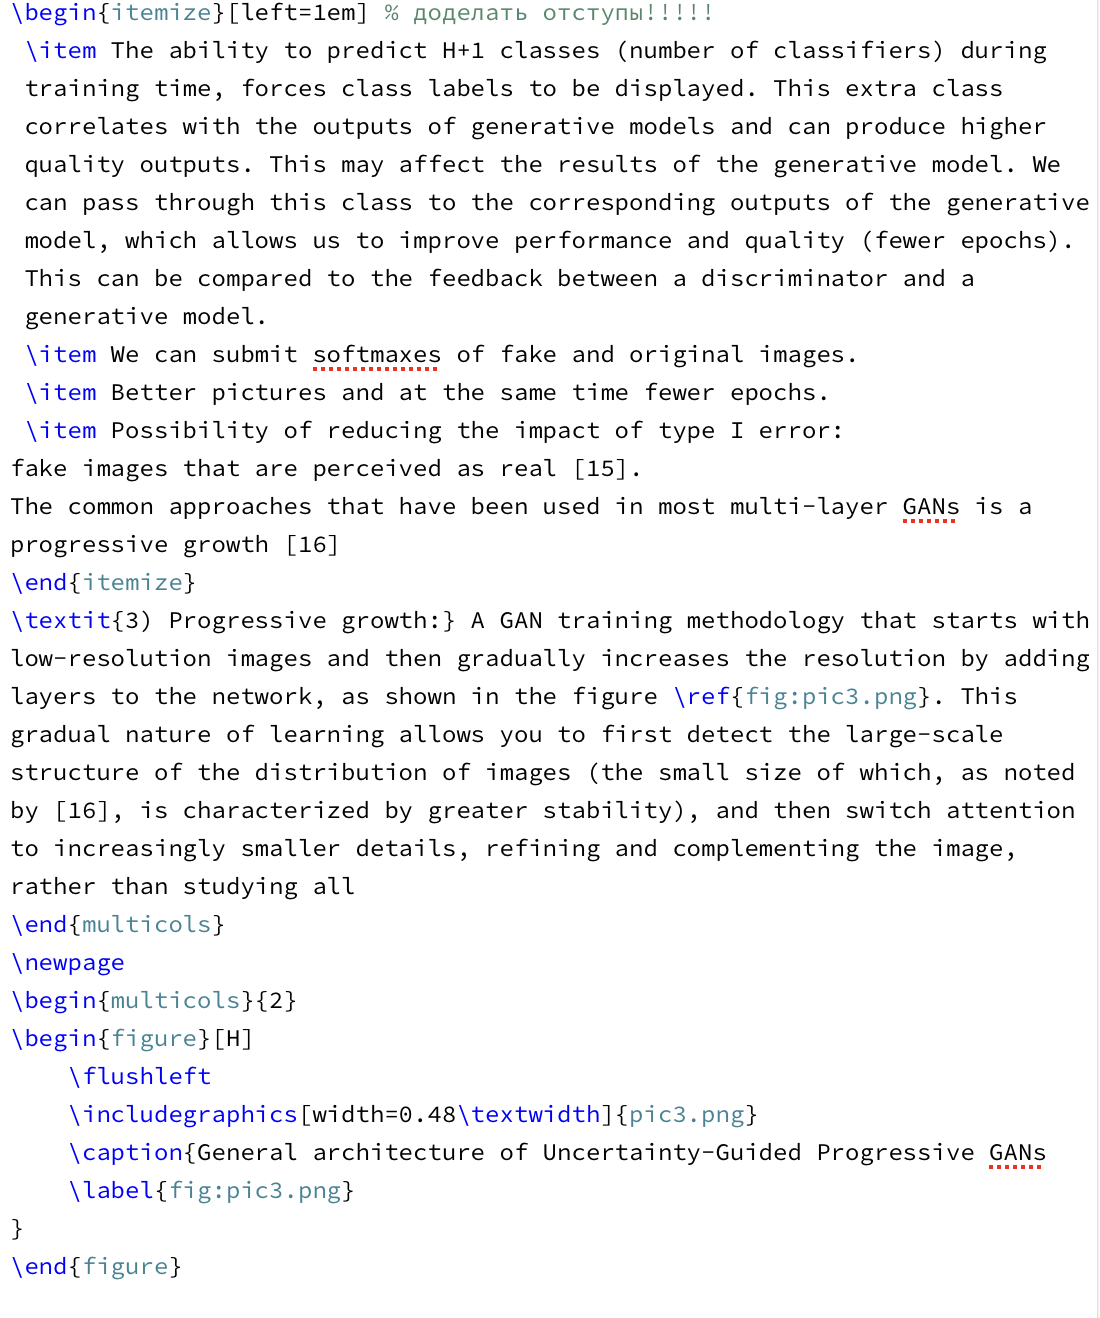 \begin{itemize}[left=1em] % доделать отступы!!!!!
\item The ability to predict H+1 classes (number of classifiers) during
training time, forces class labels to be displayed. This extra class
correlates with the outputs of generative models and can produce higher
quality outputs. This may affect the results of the generative model. We
can pass through this class to the corresponding outputs of the generative
model, which allows us to improve performance and quality (fewer epochs).
This can be compared to the feedback between a discriminator and a
generative model.
\item We can submit softmaxes of fake and original images.
\item Better pictures and at the same time fewer epochs.
\item Possibility of reducing the impact of type I error:
fake images that are perceived as real [15].
The common approaches that have been used in most multi-layer GANs is a
progressive growth [16]
\end{itemize}
\textit{3) Progressive growth:} A GAN training methodology that starts with
low-resolution images and then gradually increases the resolution by adding
layers to the network, as shown in the figure \ref{fig:pic3.png}. This
gradual nature of learning allows you to first detect the large-scale
structure of the distribution of images (the small size of which, as noted
by [16], is characterized by greater stability), and then switch attention
to increasingly smaller details, refining and complementing the image,
rather than studying all
\end{multicols}
\newpage
\begin{multicols}{2}
\begin{figure}[H]
\flushleft
\includegraphics[width=0.48\textwidth]{pic3.png}
\caption{General architecture of Uncertainty-Guided Progressive GANs
\label{fig:pic3.png}
}
\end{figure}